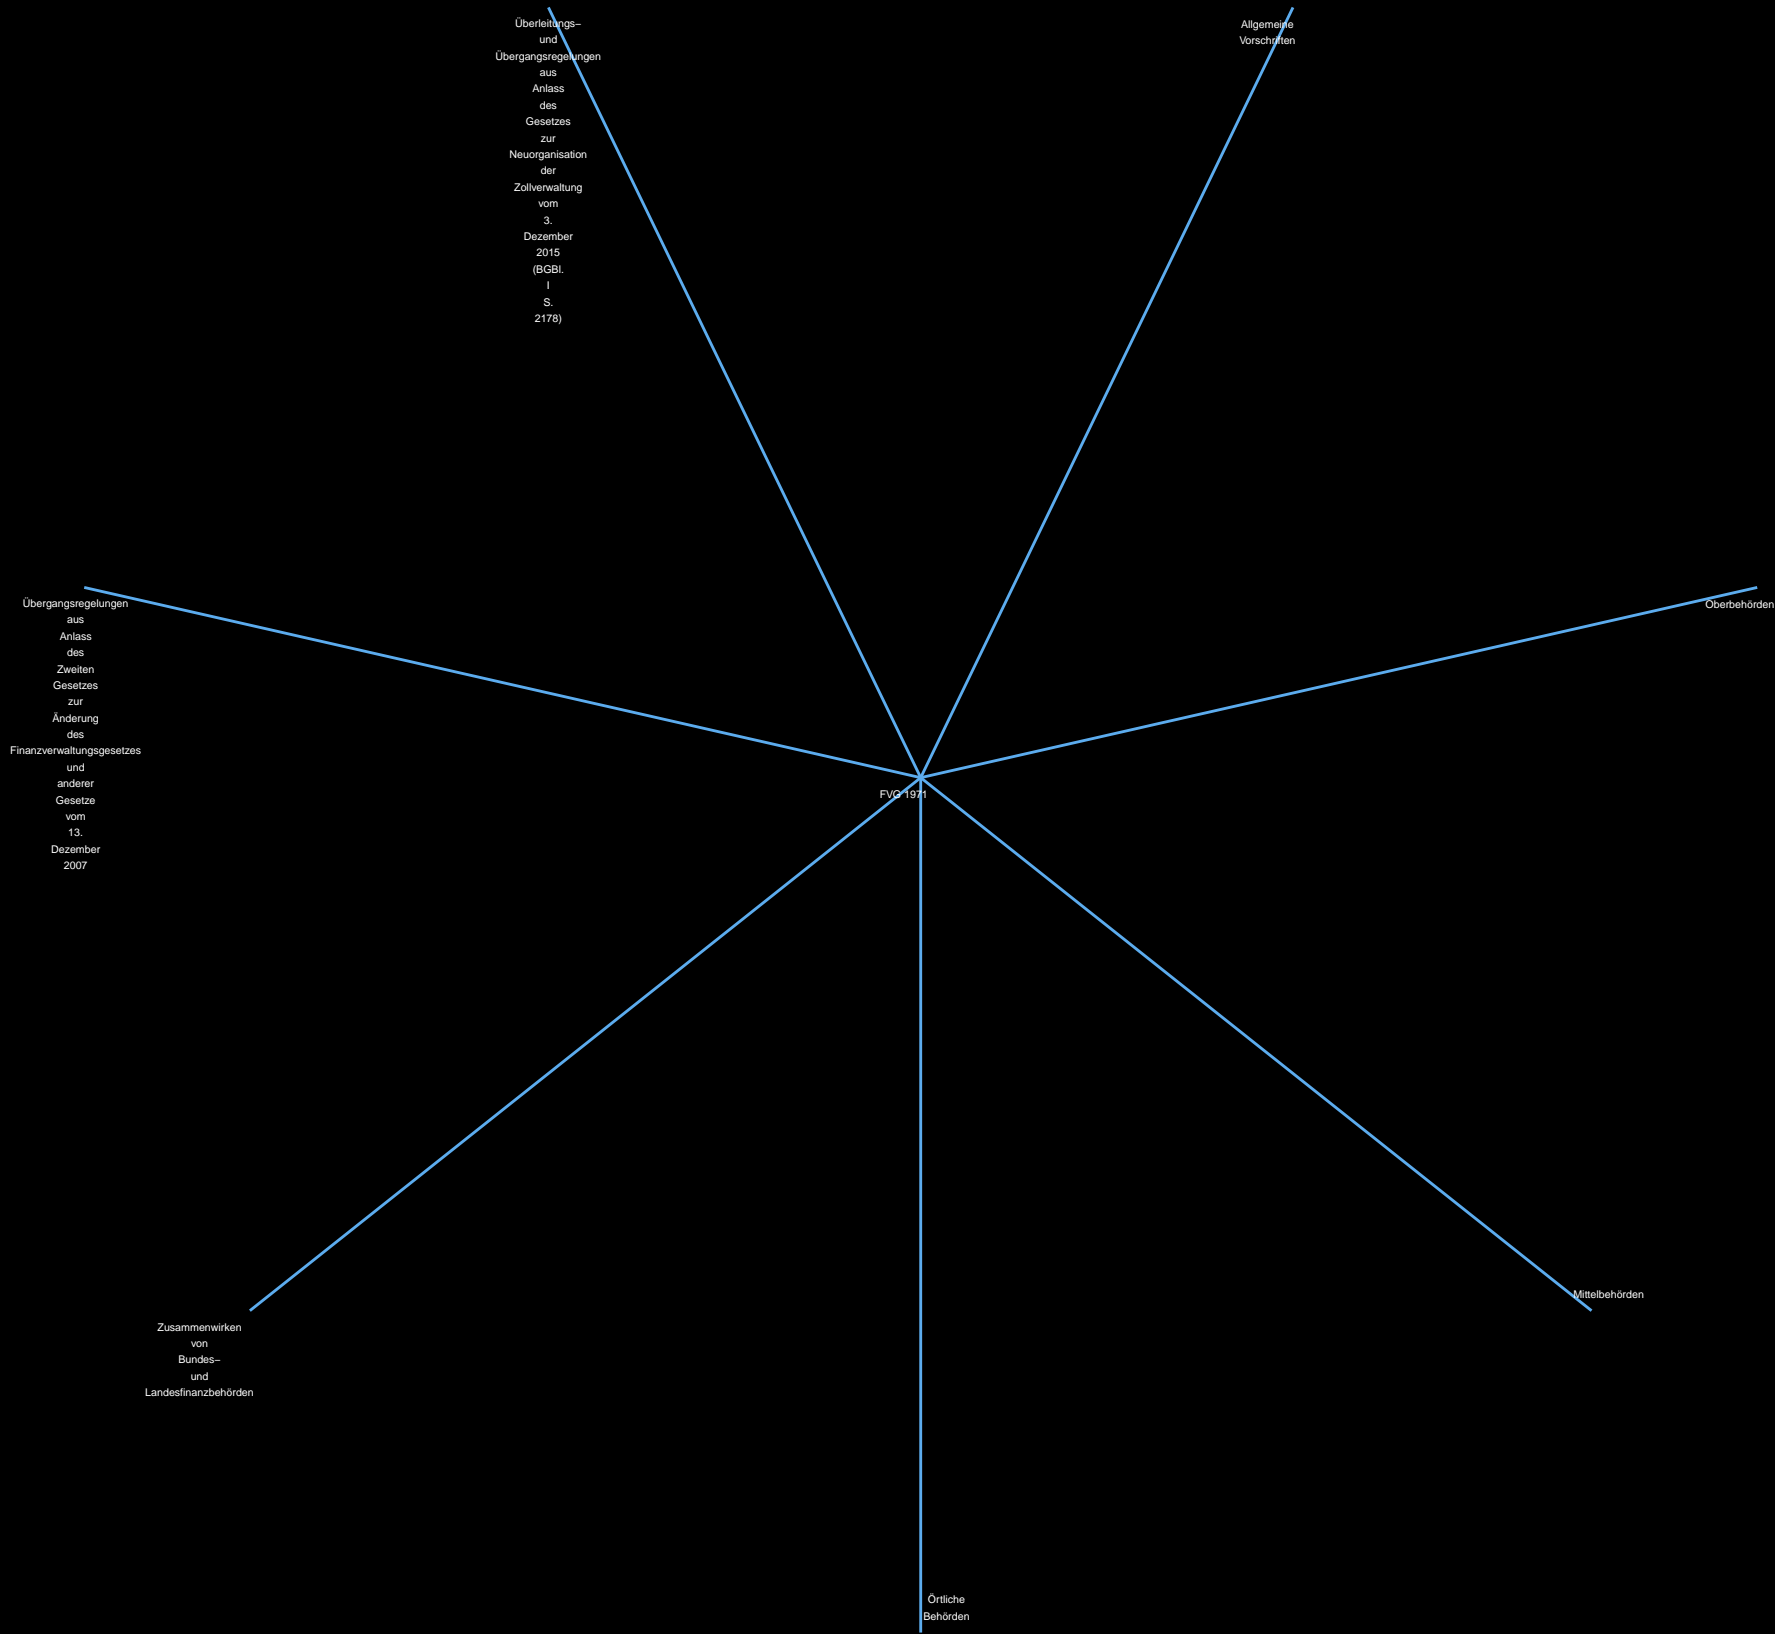 Überleitungs–
und
Übergangsregelungen
aus
Anlass
des
Gesetzes
zur
Neuorganisation
der
Zollverwaltung
vom
3.
Dezember
2015
(BGBl.
I
S.
2178)
Allgemeine
Vorschriften
Übergangsregelungen
aus
Anlass
des
Zweiten
Gesetzes
zur
Änderung
des
Finanzverwaltungsgesetzes
und
anderer
Gesetze
vom
13.
Dezember
2007
Oberbehörden
FVG 1971
Mittelbehörden
Zusammenwirken
von
Bundes–
und
Landesfinanzbehörden
Örtliche
Behörden